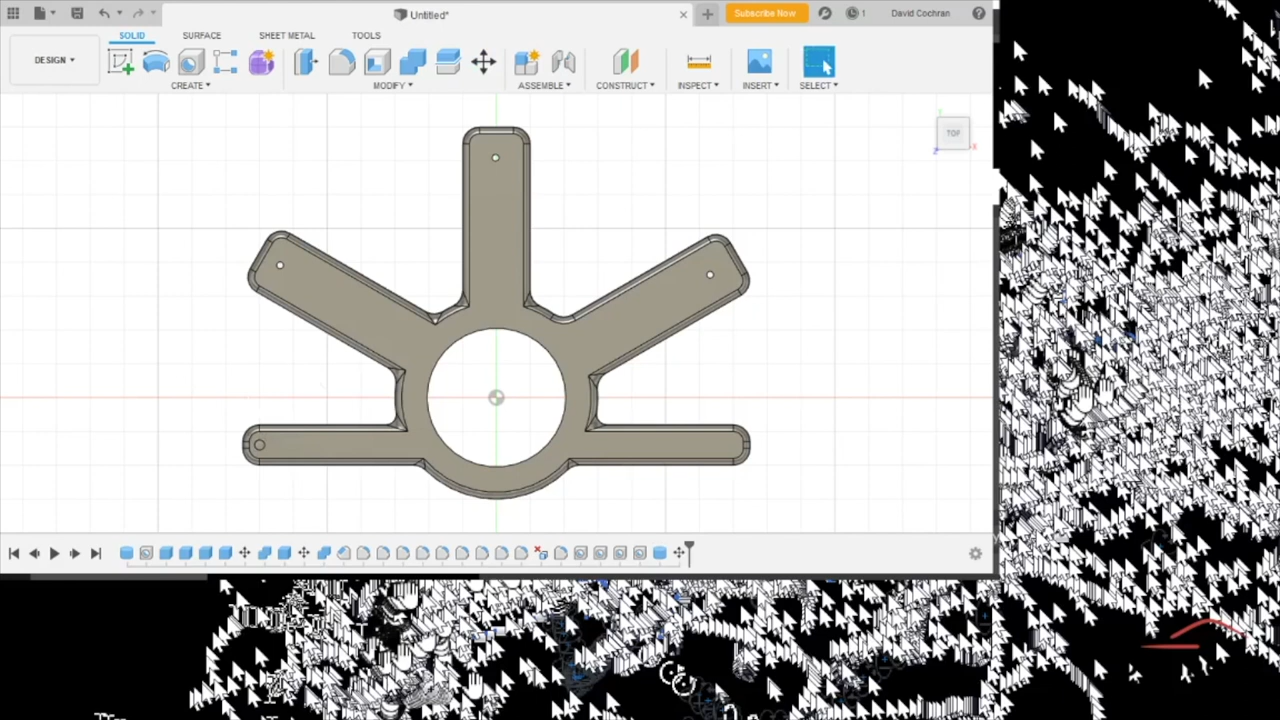 Untitled*
Subscribe Now
1
David Cochran
SOLID
SURFACE
SHEET METAL
TOOLS
DESIGN
CREATE
MODIFY
ASSEMBLE
CONSTRUCT
INSPECT
INSERT
SELECT
Y
TOP
Z
X